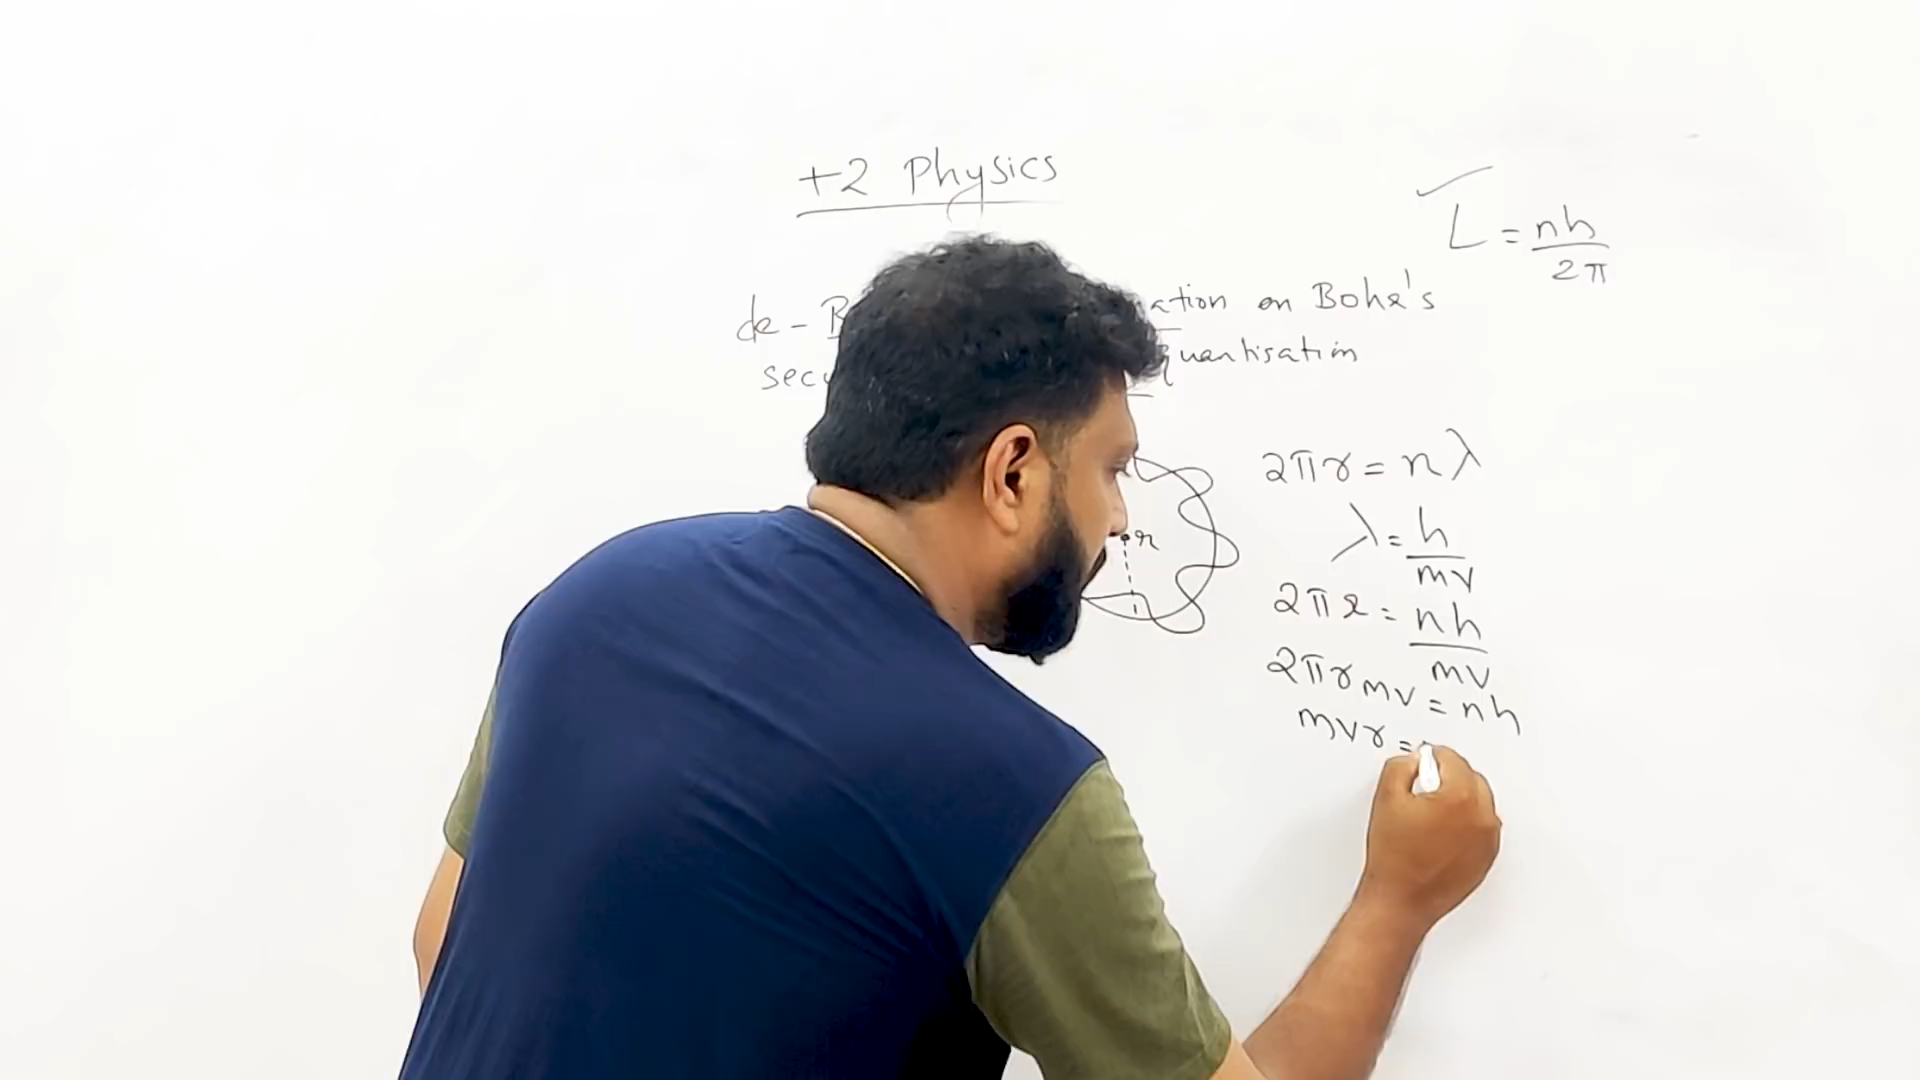 +2 Physics
L = nh / 2π
de - ation on Bohr's
quantisation
2πr = nλ
r
λ = h / mv
2πr = nh / mv
2πr mv = nh
mvr =